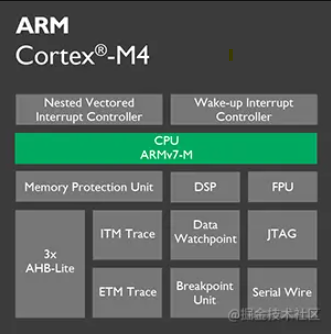 ARM
Cortex®-M4
Nested Vectored
Interrupt Controller
Wake-up Interrupt
Controller
CPU
ARMv7-M
Memory Protection Unit
DSP
FPU
3x
AHB-Lite
ITM Trace
Data
Watchpoint
JTAG
ETM Trace
Breakpoint
Unit
Serial Wire
@掘金技术社区